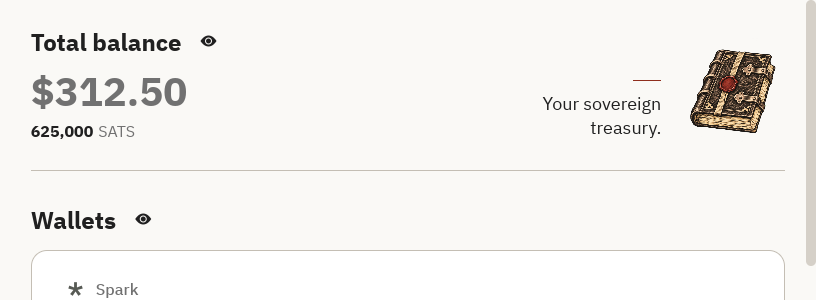 Total balance
$312.50
625,000 SATS
Your sovereign
treasury.
Wallets
Spark